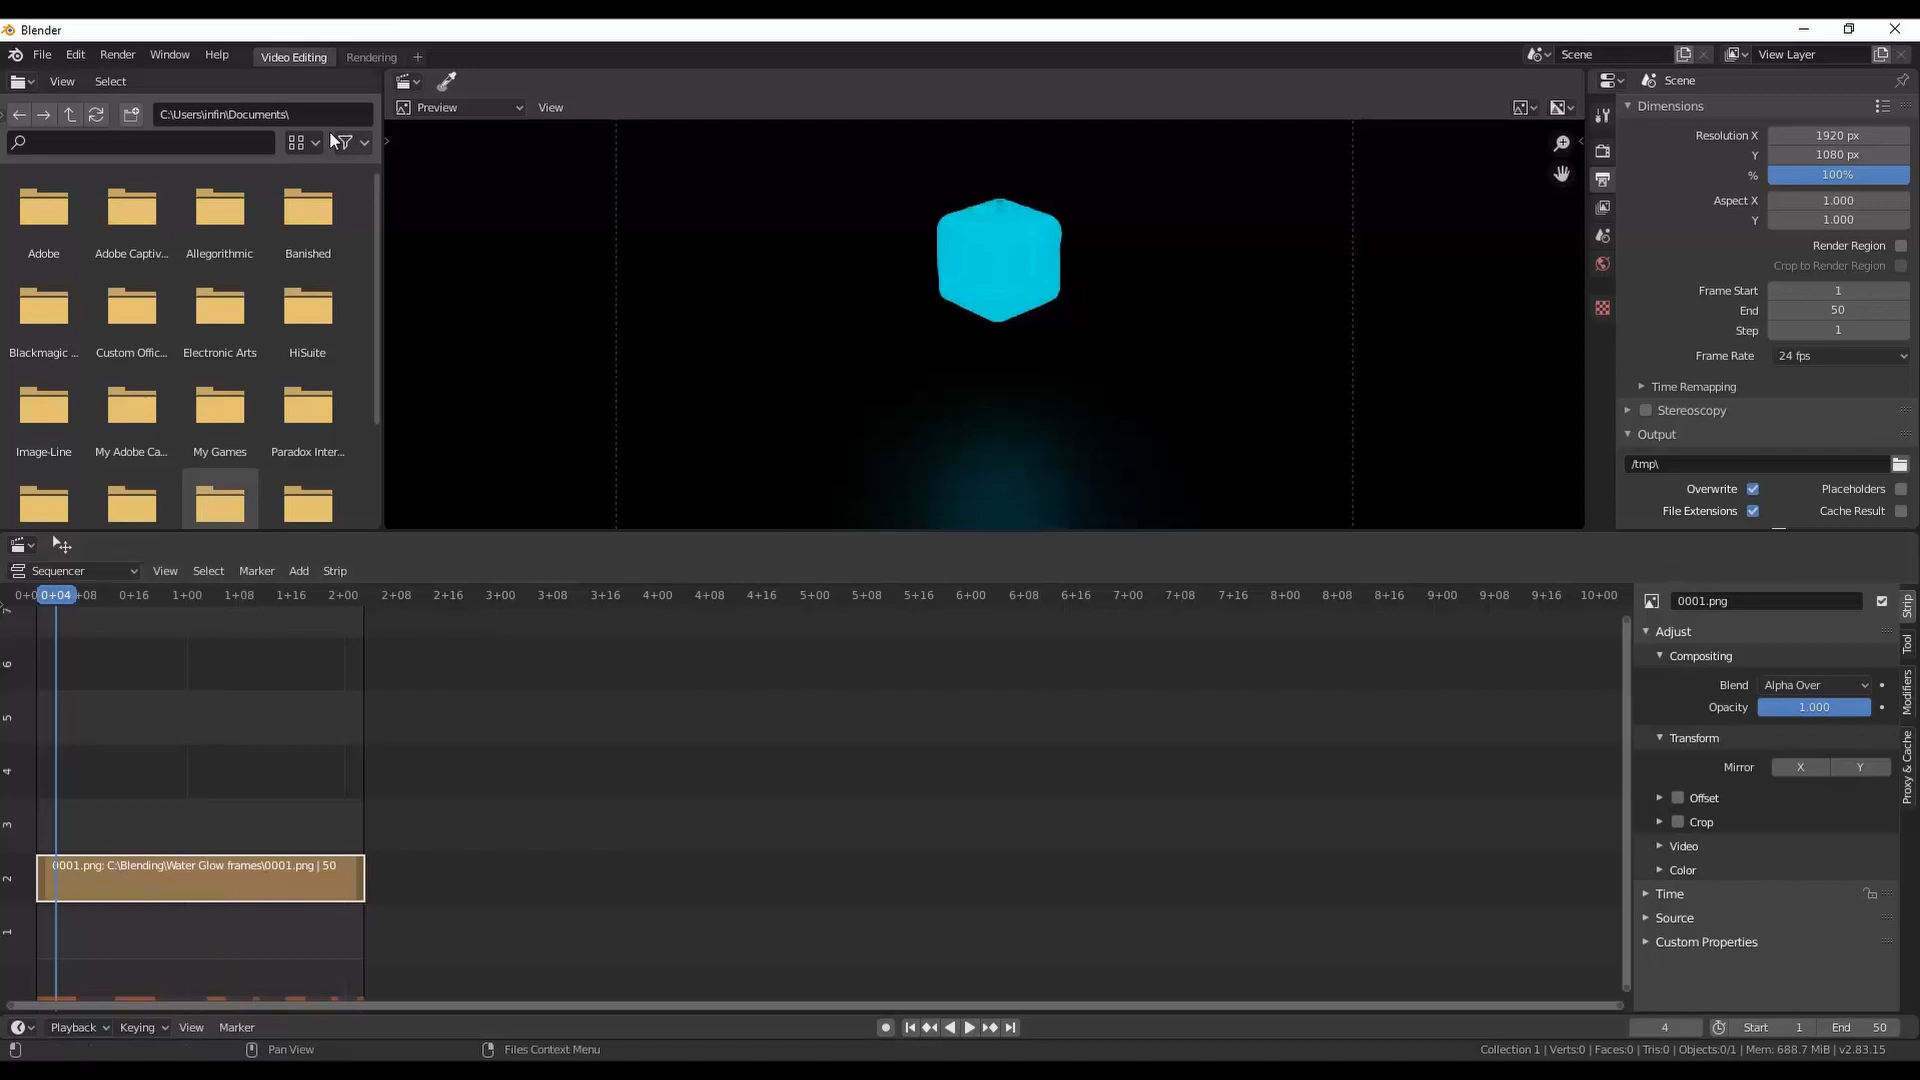 Blender
File Edit Render Window Help Video Editing Rendering + Scene View Layer
View Select Scene
C:\Users\infin\Documents\ Preview View Dimensions
Resolution X 1920 px
Y 1080 px
% 100%
Adobe Adobe Captiv... Allegorithmic Banished
Aspect X 1.000
Y 1.000
Render Region
Crop to Render Region
Blackmagic ... Custom Offic... Electronic Arts HiSuite
Frame Start 1
End 50
Step 1
Frame Rate 24 fps
Time Remapping
Stereoscopy
Image-Line My Adobe Ca... My Games Paradox Inter...
Output
/tmp\
Overwrite Placeholders
File Extensions Cache Result
Sequencer View Select Marker Add Strip
0+0 0+04 +08 0+16 1+00 1+08 1+16 2+00 2+08 2+16 3+00 3+08 3+16 4+00 4+08 4+16 5+00 5+08 5+16 6+00 6+08 6+16 7+00 7+08 7+16 8+00 8+08 8+16 9+00 9+08 9+16 10+00
7
6
5
4
3
2
1
0001.png: C:\Blending\Water Glow frames\0001.png | 50
0001.png
Adjust
Compositing
Blend Alpha Over
Opacity 1.000
Transform
Mirror X Y
Offset
Crop
Video
Color
Time
Source
Custom Properties
Strip
Tool
Modifiers
Proxy & Cache
Playback Keying View Marker 4 Start 1 End 50
Pan View Files Context Menu Collection 1 | Verts:0 | Faces:0 | Tris:0 | Objects:0/1 | Mem: 688.7 MiB | v2.83.15